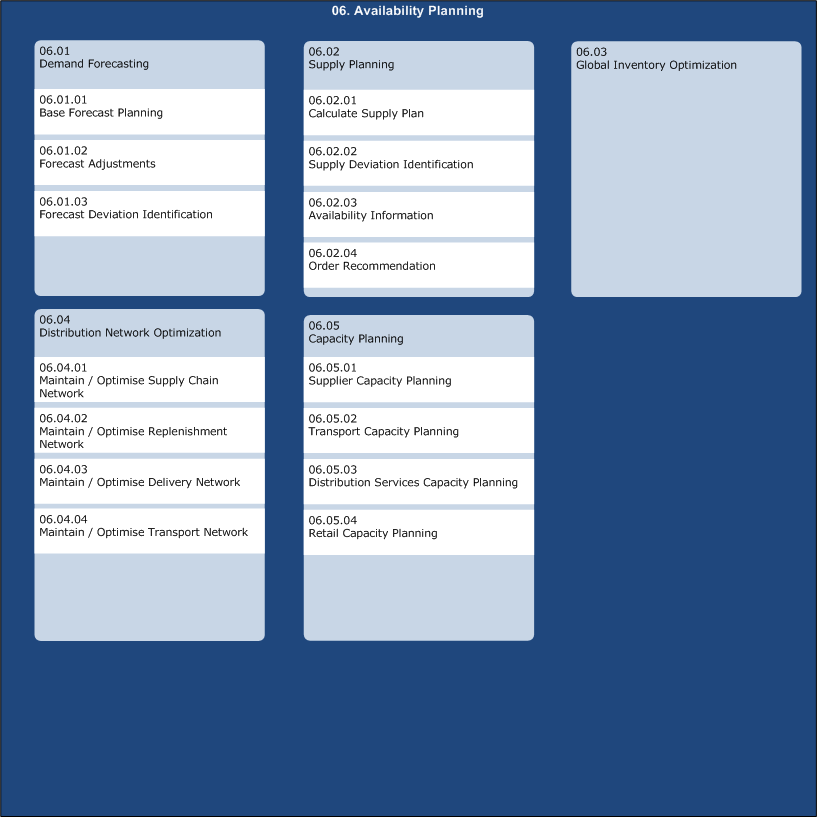 06. Availability Planning
06.01
Demand Forecasting
06.01.01
Base Forecast Planning
06.01.02
Forecast Adjustments
06.01.03
Forecast Deviation Identification
06.02
Supply Planning
06.02.01
Calculate Supply Plan
06.02.02
Supply Deviation Identification
06.02.03
Availability Information
06.02.04
Order Recommendation
06.03
Global Inventory Optimization
06.04
Distribution Network Optimization
06.04.01
Maintain / Optimise Supply Chain
Network
06.04.02
Maintain / Optimise Replenishment
Network
06.04.03
Maintain / Optimise Delivery Network
06.04.04
Maintain / Optimise Transport Network
06.05
Capacity Planning
06.05.01
Supplier Capacity Planning
06.05.02
Transport Capacity Planning
06.05.03
Distribution Services Capacity Planning
06.05.04
Retail Capacity Planning